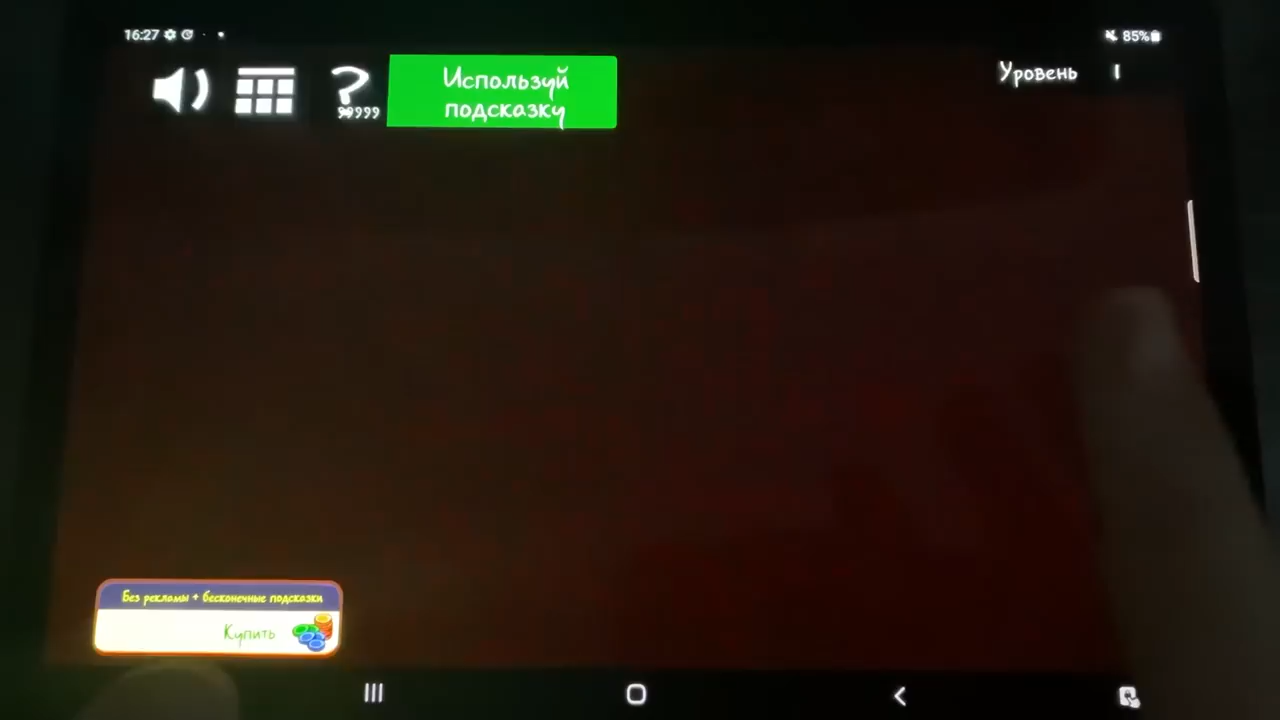 16:27
85%
Используй
подсказку
Уровень 1
?
99999
Без рекламы + бесконечные подсказки
Купить